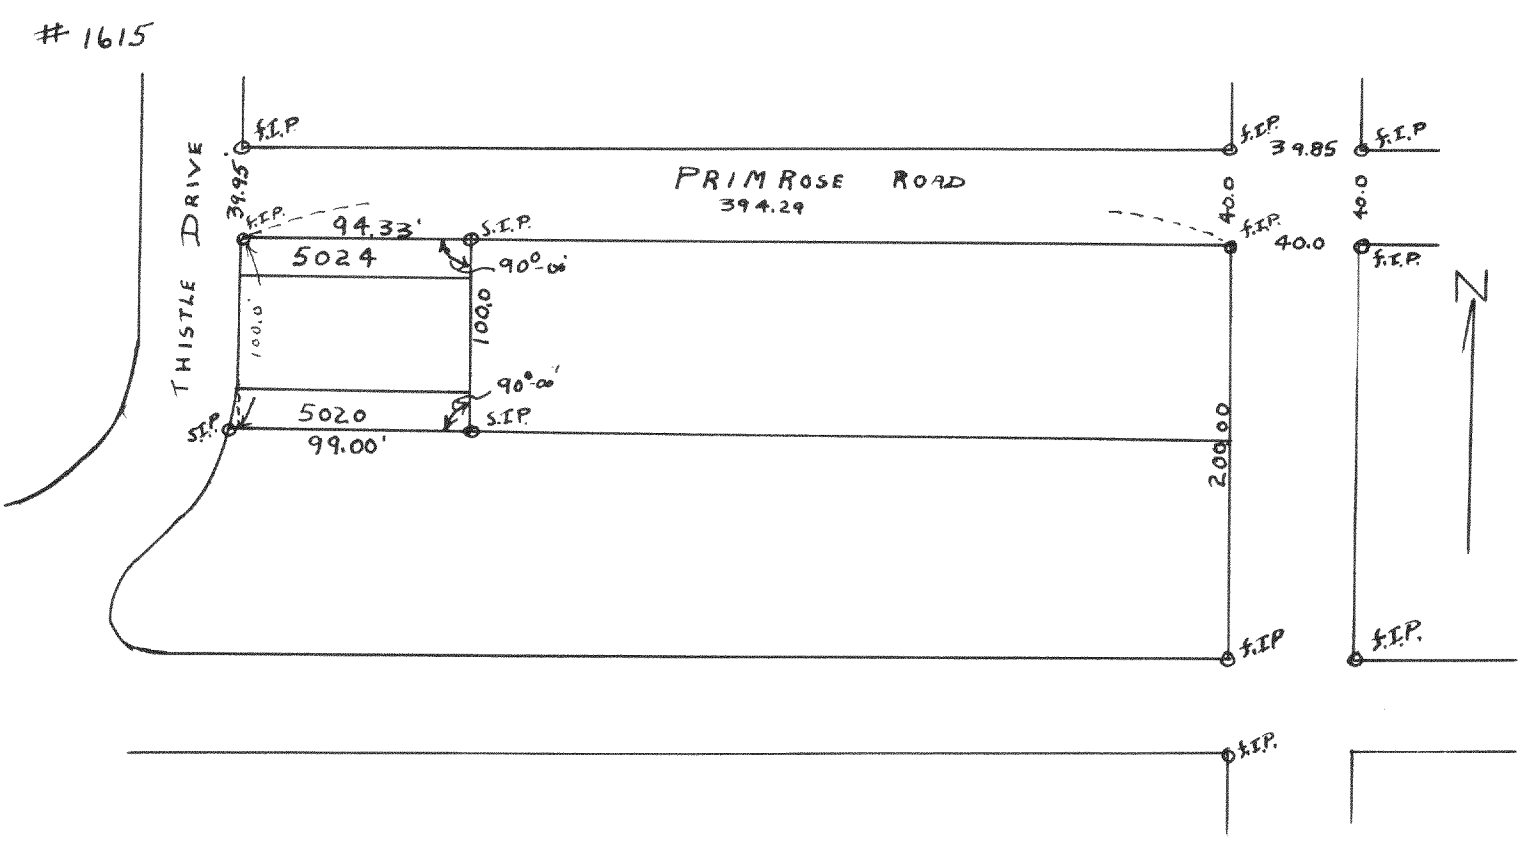 # 1615
f.I.P
f.I.P.
39.85
f.I.P
THISTLE DRIVE
39.95'
PRIMROSE ROAD
394.29
40.0
40.0
f.I.P.
94.33'
S.I.P.
f.I.P.
40.0
f.I.P.
5024
90°-00'
N
100.0'
100.0
90°-00'
5020
S.I.P.
S.I.P.
99.00'
200.00
f.I.P
f.I.P.
f.I.P.